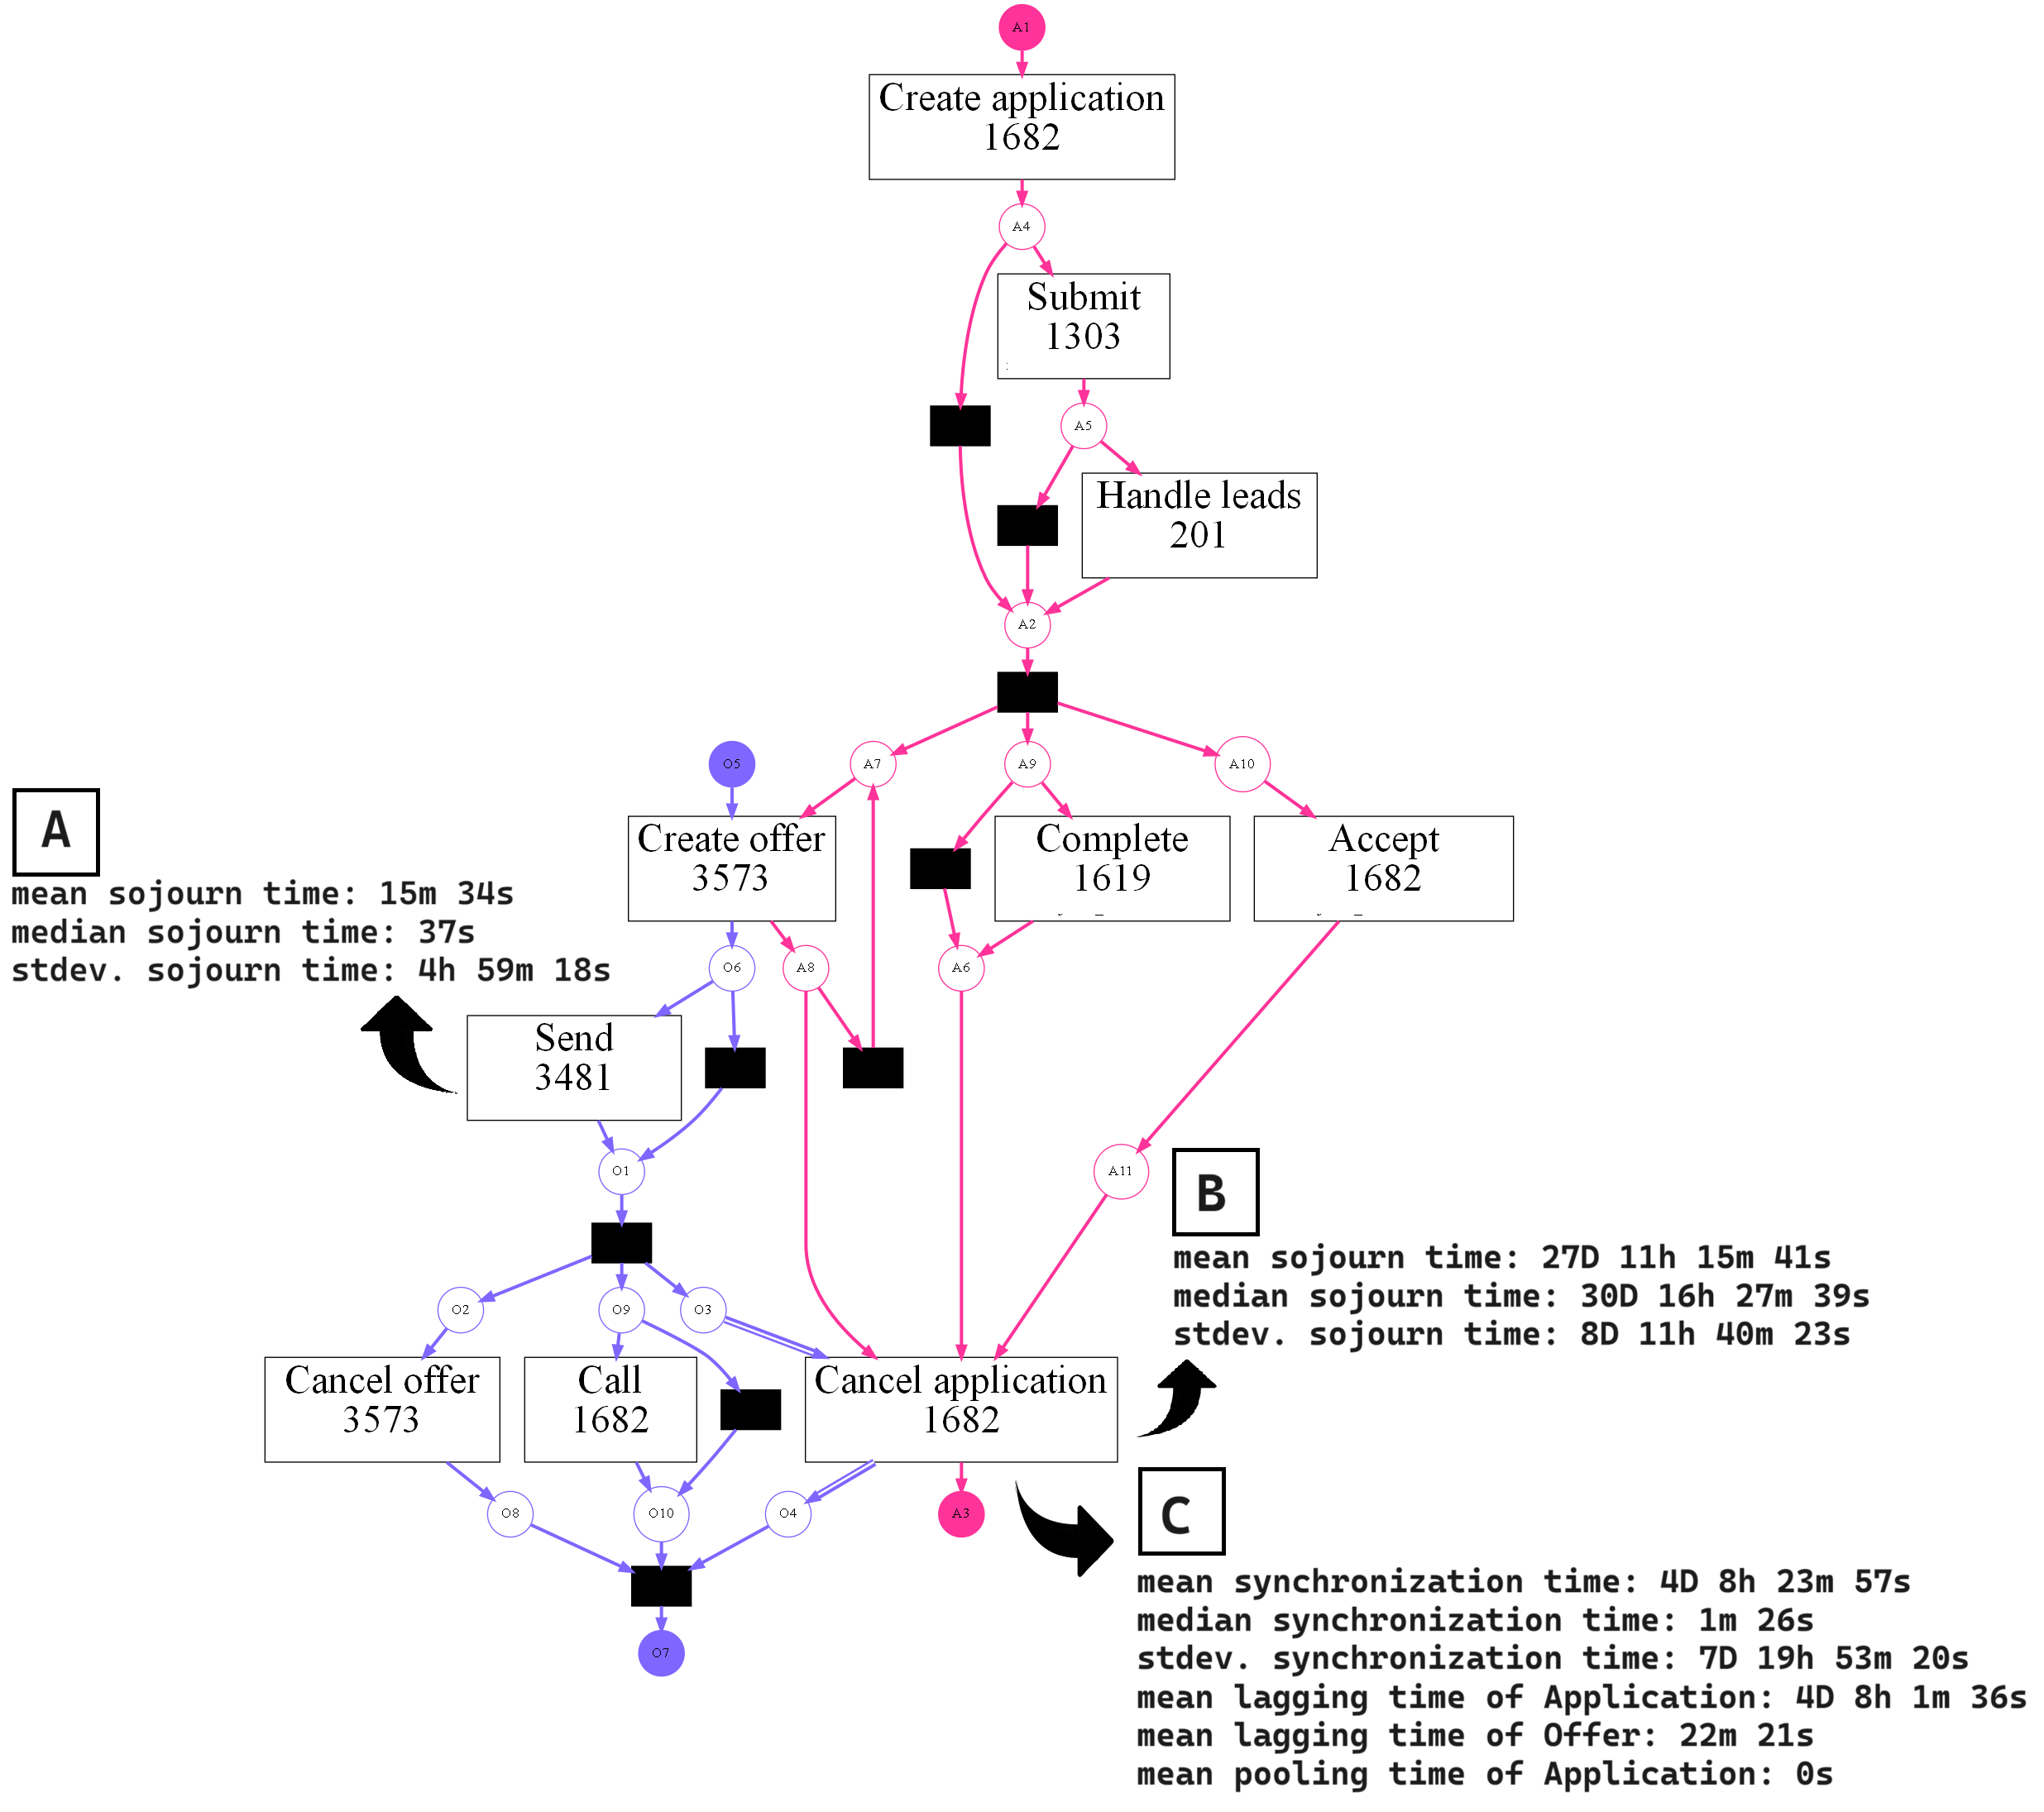 A1
Create application
1682
A4
Submit
1303
A5
Handle leads
201
A2
O5
A7
A9
A10
A
mean sojourn time: 15m 34s
median sojourn time: 37s
stdev. sojourn time: 4h 59m 18s
Create offer
3573
Complete
1619
Accept
1682
O6
A8
A6
Send
3481
O1
A11
B
mean sojourn time: 27D 11h 15m 41s
median sojourn time: 30D 16h 27m 39s
stdev. sojourn time: 8D 11h 40m 23s
O2
O9
O3
Cancel offer
3573
Call
1682
Cancel application
1682
O8
O10
O4
A3
C
mean synchronization time: 4D 8h 23m 57s
median synchronization time: 1m 26s
stdev. synchronization time: 7D 19h 53m 20s
mean lagging time of Application: 4D 8h 1m 36s
mean lagging time of Offer: 22m 21s
mean pooling time of Application: 0s
O7